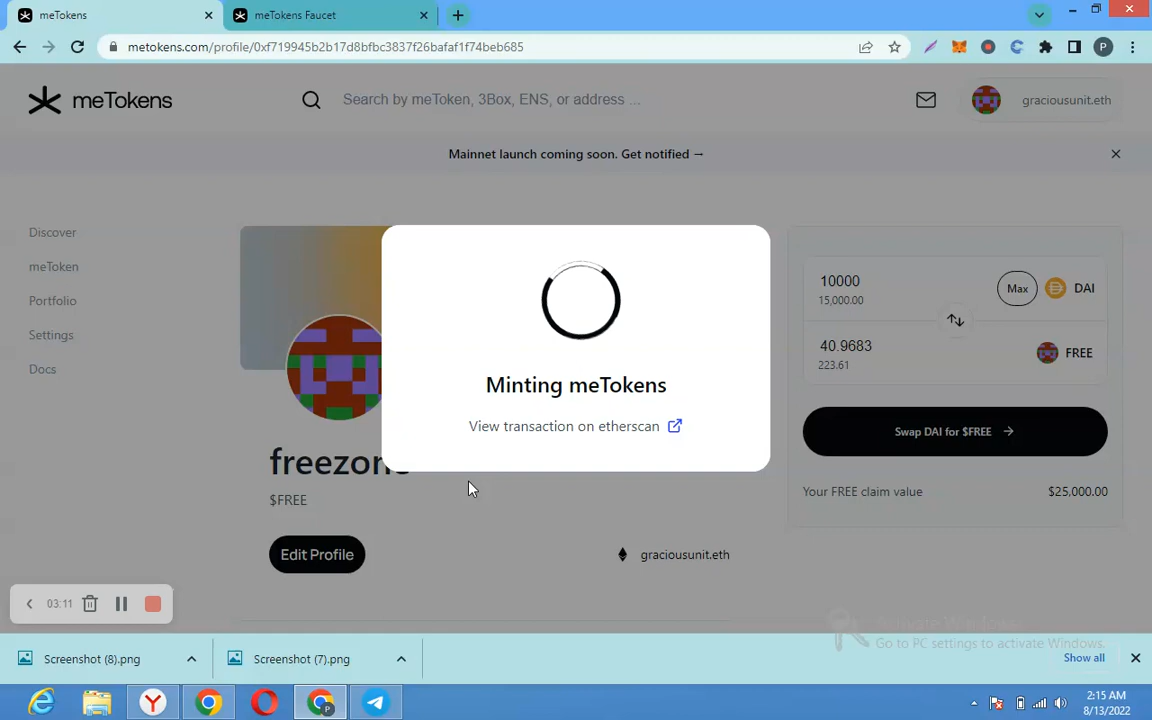 meTokens
meTokens Faucet
metokens.com/profile/0xf719945b2b17d8bfbc3837f26bafaf1f74beb685
P
meTokens
Search by meToken, 3Box, ENS, or address ...
graciousunit.eth
Mainnet launch coming soon. Get notified →
Discover
meToken
Portfolio
Settings
Docs
Minting meTokens
View transaction on etherscan
10000
15,000.00
Max
DAI
40.9683
223.61
FREE
Swap DAI for $FREE
Your FREE claim value
$25,000.00
freezone
$FREE
Edit Profile
graciousunit.eth
03:11
Activate Windows
Go to PC settings to activate Windows.
Screenshot (8).png
Screenshot (7).png
Show all
2:15 AM
8/13/2022